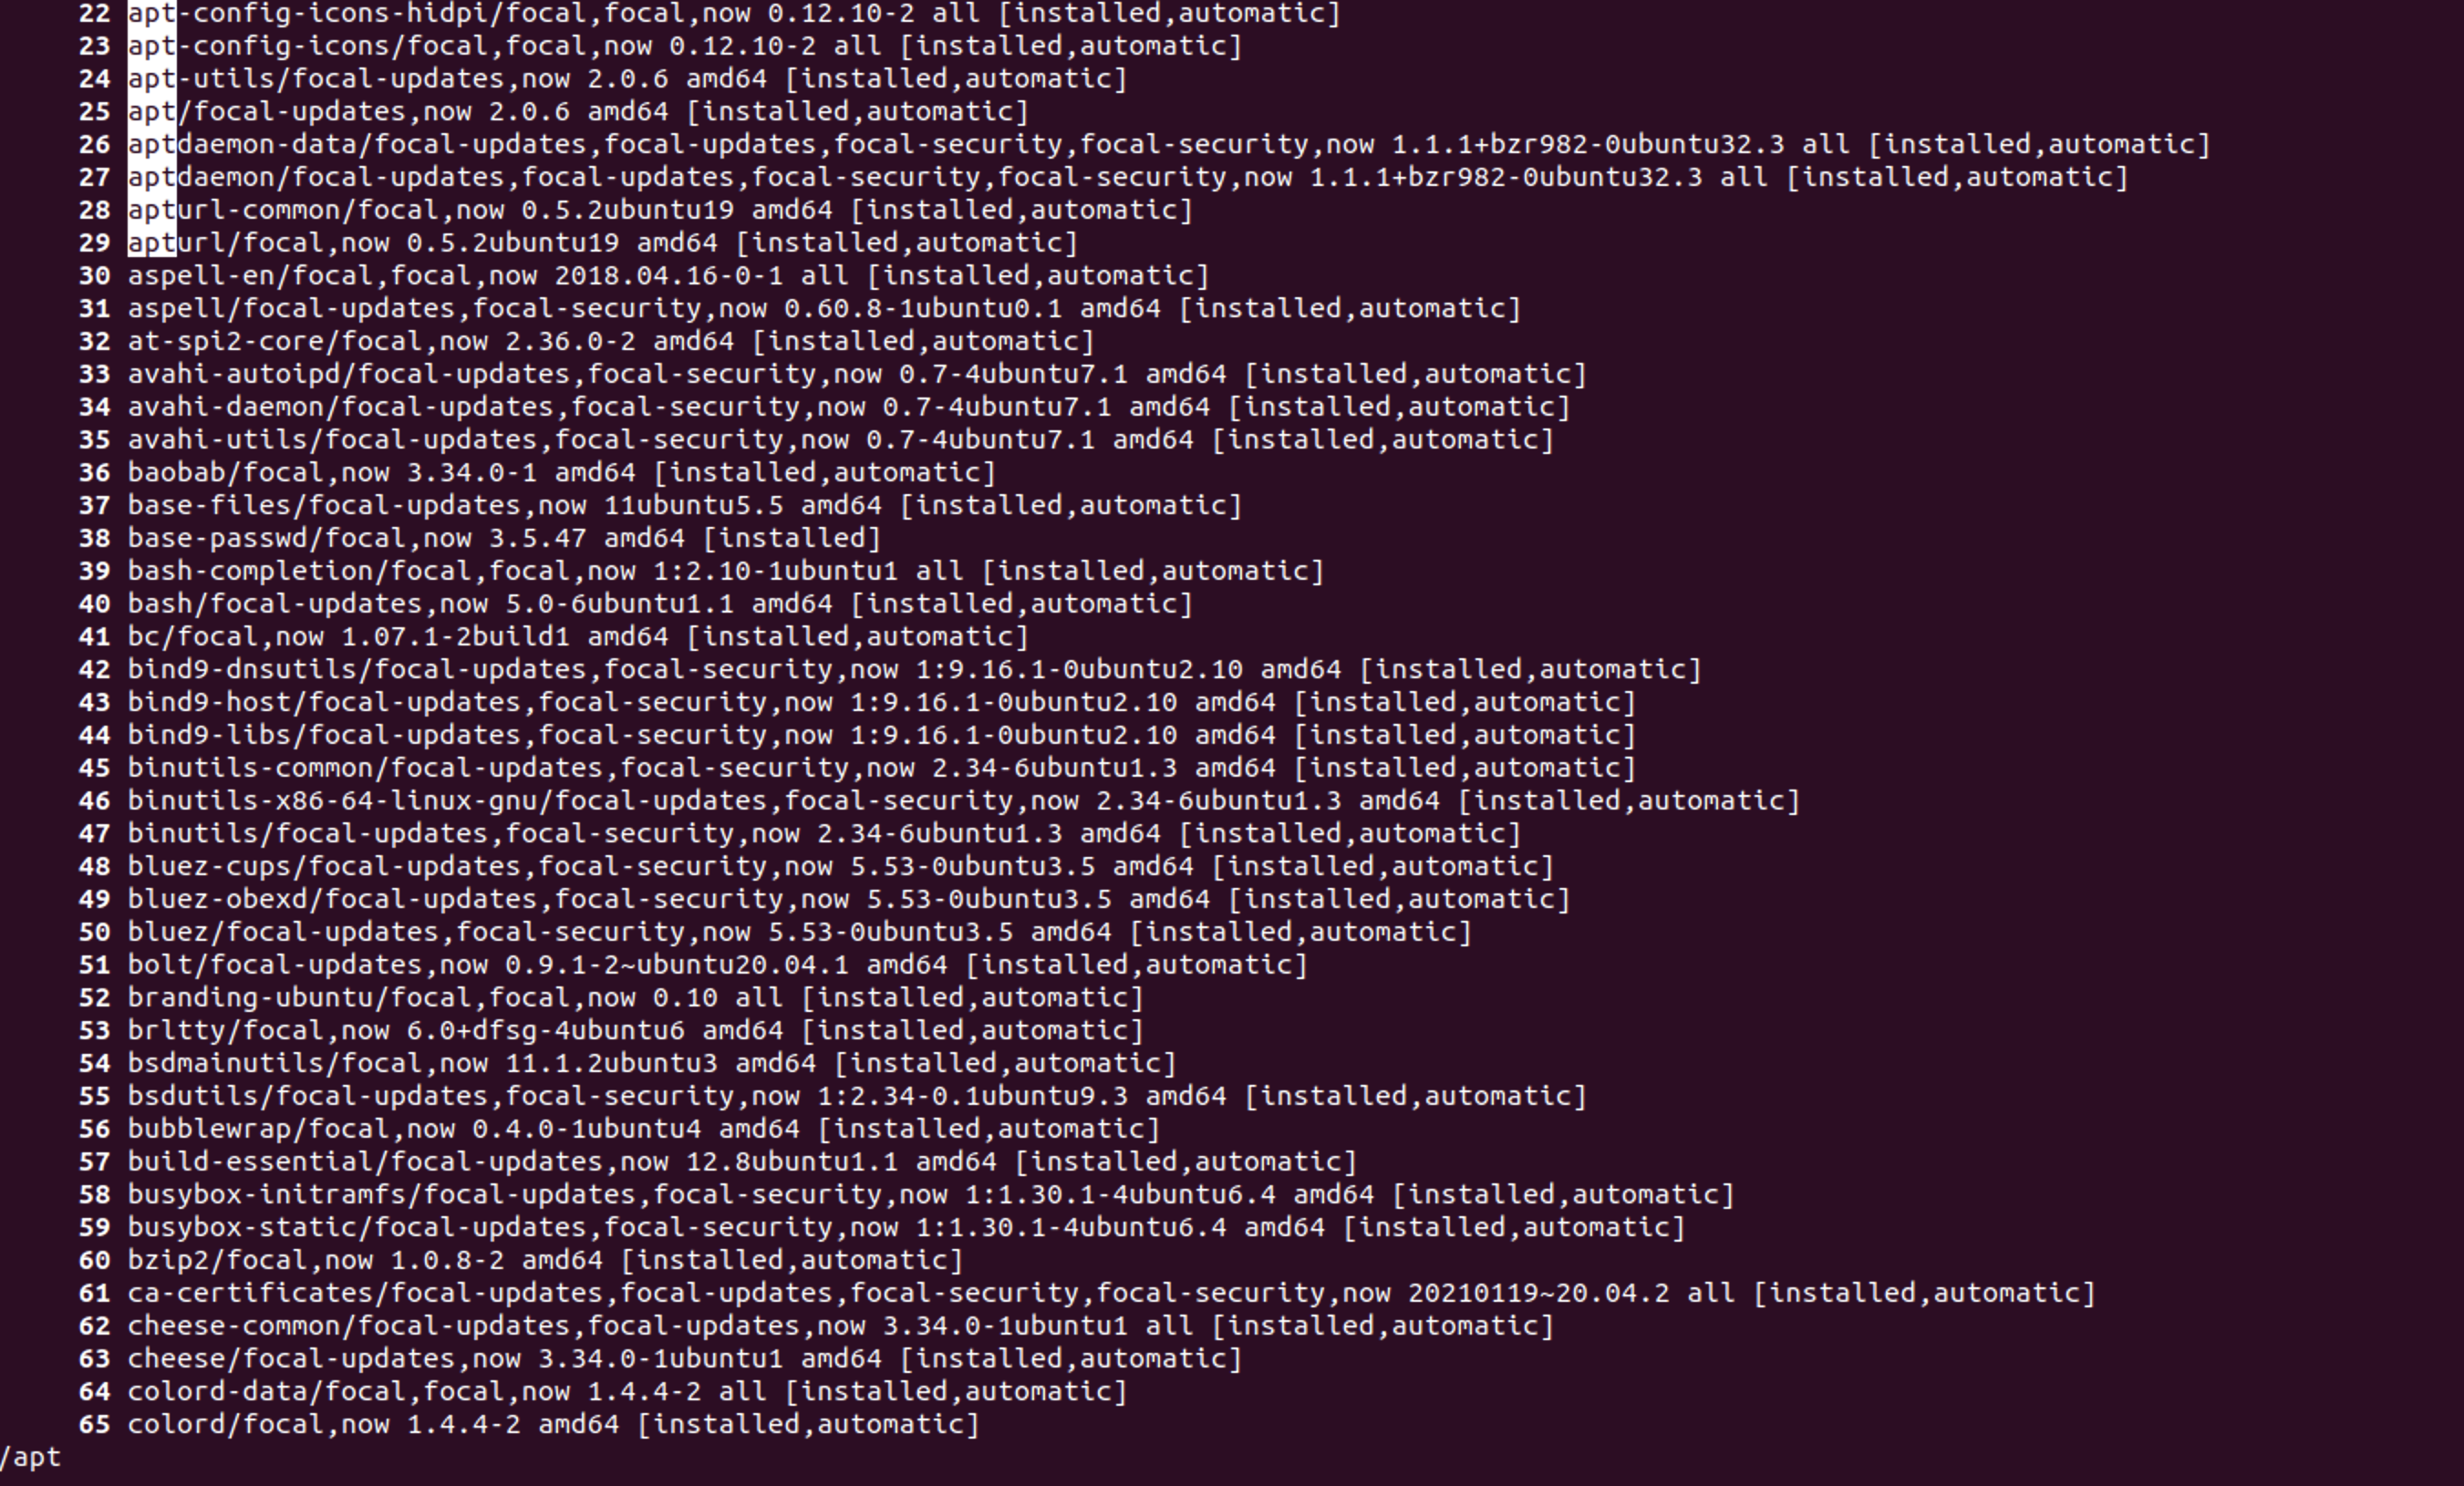 22 apt-config-icons-hidpi/focal,focal,now 0.12.10-2 all [installed,automatic]
23 apt-config-icons/focal,focal,now 0.12.10-2 all [installed,automatic]
24 apt-utils/focal-updates,now 2.0.6 amd64 [installed,automatic]
25 apt/focal-updates,now 2.0.6 amd64 [installed,automatic]
26 aptdaemon-data/focal-updates,focal-updates,focal-security,focal-security,now 1.1.1+bzr982-0ubuntu32.3 all [installed,automatic]
27 aptdaemon/focal-updates,focal-updates,focal-security,focal-security,now 1.1.1+bzr982-0ubuntu32.3 all [installed,automatic]
28 apturl-common/focal,now 0.5.2ubuntu19 amd64 [installed,automatic]
29 apturl/focal,now 0.5.2ubuntu19 amd64 [installed,automatic]
30 aspell-en/focal,focal,now 2018.04.16-0-1 all [installed,automatic]
31 aspell/focal-updates,focal-security,now 0.60.8-1ubuntu0.1 amd64 [installed,automatic]
32 at-spi2-core/focal,now 2.36.0-2 amd64 [installed,automatic]
33 avahi-autoipd/focal-updates,focal-security,now 0.7-4ubuntu7.1 amd64 [installed,automatic]
34 avahi-daemon/focal-updates,focal-security,now 0.7-4ubuntu7.1 amd64 [installed,automatic]
35 avahi-utils/focal-updates,focal-security,now 0.7-4ubuntu7.1 amd64 [installed,automatic]
36 baobab/focal,now 3.34.0-1 amd64 [installed,automatic]
37 base-files/focal-updates,now 11ubuntu5.5 amd64 [installed,automatic]
38 base-passwd/focal,now 3.5.47 amd64 [installed]
39 bash-completion/focal,focal,now 1:2.10-1ubuntu1 all [installed,automatic]
40 bash/focal-updates,now 5.0-6ubuntu1.1 amd64 [installed,automatic]
41 bc/focal,now 1.07.1-2build1 amd64 [installed,automatic]
42 bind9-dnsutils/focal-updates,focal-security,now 1:9.16.1-0ubuntu2.10 amd64 [installed,automatic]
43 bind9-host/focal-updates,focal-security,now 1:9.16.1-0ubuntu2.10 amd64 [installed,automatic]
44 bind9-libs/focal-updates,focal-security,now 1:9.16.1-0ubuntu2.10 amd64 [installed,automatic]
45 binutils-common/focal-updates,focal-security,now 2.34-6ubuntu1.3 amd64 [installed,automatic]
46 binutils-x86-64-linux-gnu/focal-updates,focal-security,now 2.34-6ubuntu1.3 amd64 [installed,automatic]
47 binutils/focal-updates,focal-security,now 2.34-6ubuntu1.3 amd64 [installed,automatic]
48 bluez-cups/focal-updates,focal-security,now 5.53-0ubuntu3.5 amd64 [installed,automatic]
49 bluez-obexd/focal-updates,focal-security,now 5.53-0ubuntu3.5 amd64 [installed,automatic]
50 bluez/focal-updates,focal-security,now 5.53-0ubuntu3.5 amd64 [installed,automatic]
51 bolt/focal-updates,now 0.9.1-2~ubuntu20.04.1 amd64 [installed,automatic]
52 branding-ubuntu/focal,focal,now 0.10 all [installed,automatic]
53 brltty/focal,now 6.0+dfsg-4ubuntu6 amd64 [installed,automatic]
54 bsdmainutils/focal,now 11.1.2ubuntu3 amd64 [installed,automatic]
55 bsdutils/focal-updates,focal-security,now 1:2.34-0.1ubuntu9.3 amd64 [installed,automatic]
56 bubblewrap/focal,now 0.4.0-1ubuntu4 amd64 [installed,automatic]
57 build-essential/focal-updates,now 12.8ubuntu1.1 amd64 [installed,automatic]
58 busybox-initramfs/focal-updates,focal-security,now 1:1.30.1-4ubuntu6.4 amd64 [installed,automatic]
59 busybox-static/focal-updates,focal-security,now 1:1.30.1-4ubuntu6.4 amd64 [installed,automatic]
60 bzip2/focal,now 1.0.8-2 amd64 [installed,automatic]
61 ca-certificates/focal-updates,focal-updates,focal-security,focal-security,now 20210119~20.04.2 all [installed,automatic]
62 cheese-common/focal-updates,focal-updates,now 3.34.0-1ubuntu1 all [installed,automatic]
63 cheese/focal-updates,now 3.34.0-1ubuntu1 amd64 [installed,automatic]
64 colord-data/focal,focal,now 1.4.4-2 all [installed,automatic]
65 colord/focal,now 1.4.4-2 amd64 [installed,automatic]
/apt